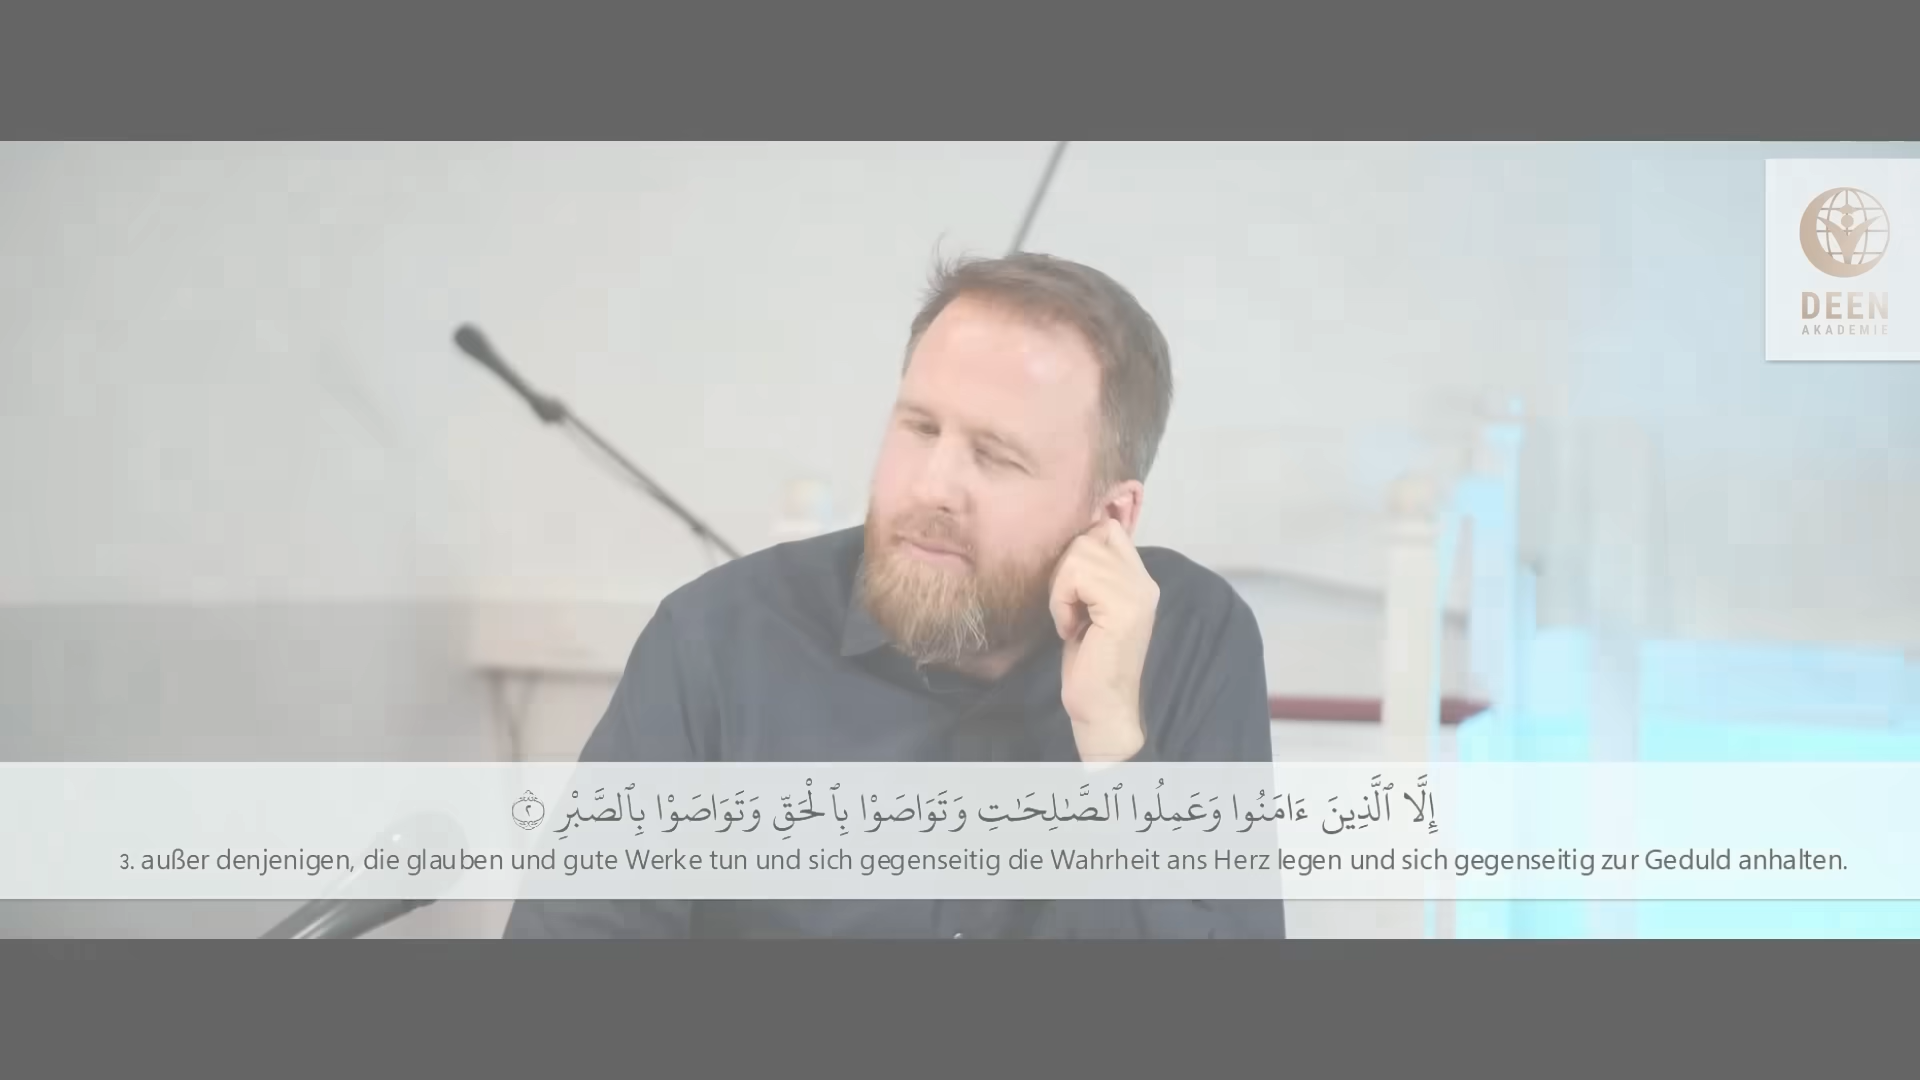 DEEN
AKADEMIE
إِلَّا ٱلَّذِينَ ءَامَنُوا وَعَمِلُوا ٱلصَّـٰلِحَـٰتِ وَتَوَاصَوْا بِٱلْحَقِّ وَتَوَاصَوْا بِٱلصَّبْرِ ٣
3. außer denjenigen, die glauben und gute Werke tun und sich gegenseitig die Wahrheit ans Herz legen und sich gegenseitig zur Geduld anhalten.